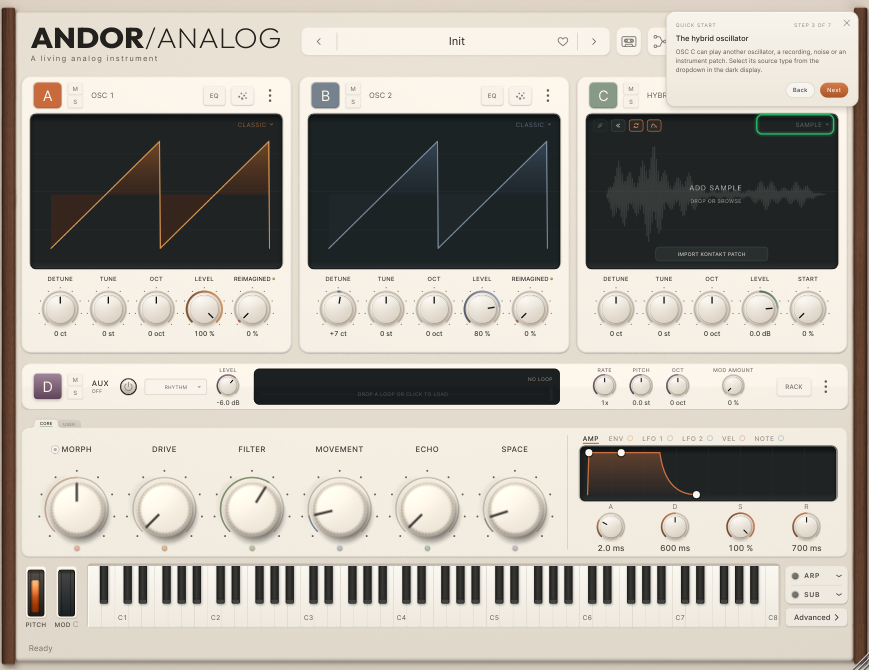 ANDOR/ANALOG
A living analog instrument
Init
QUICK START
STEP 3 OF 7
The hybrid oscillator
OSC C can play another oscillator, a recording, noise or an
instrument patch. Select its source type from the
dropdown in the dark display.
Back
Next
A
M
S
OSC 1
EQ
CLASSIC
DETUNE
TUNE
OCT
LEVEL
REIMAGINED
0 ct
0 st
0 oct
100 %
0 %
B
M
S
OSC 2
EQ
CLASSIC
DETUNE
TUNE
OCT
LEVEL
REIMAGINED
+7 ct
0 st
0 oct
80 %
0 %
C
M
S
HYBR
SAMPLE
ADD SAMPLE
DROP OR BROWSE
IMPORT KONTAKT PATCH
DETUNE
TUNE
OCT
LEVEL
START
0 ct
0 st
0 oct
0.0 dB
0 %
D
M
S
AUX
OFF
RHYTHM
LEVEL
-6.0 dB
NO LOOP
DROP A LOOP OR CLICK TO LOAD
RATE
PITCH
OCT
MOD AMOUNT
1x
0.0 st
0 oct
0 %
RACK
CORE
MORPH
DRIVE
FILTER
MOVEMENT
ECHO
SPACE
AMP
ENV
LFO 1
LFO 2
VEL
NOTE
A
D
S
R
2.0 ms
600 ms
100 %
700 ms
PITCH
MOD
C1
C2
C3
C4
C5
C6
C7
C8
ARP
SUB
Advanced
Ready